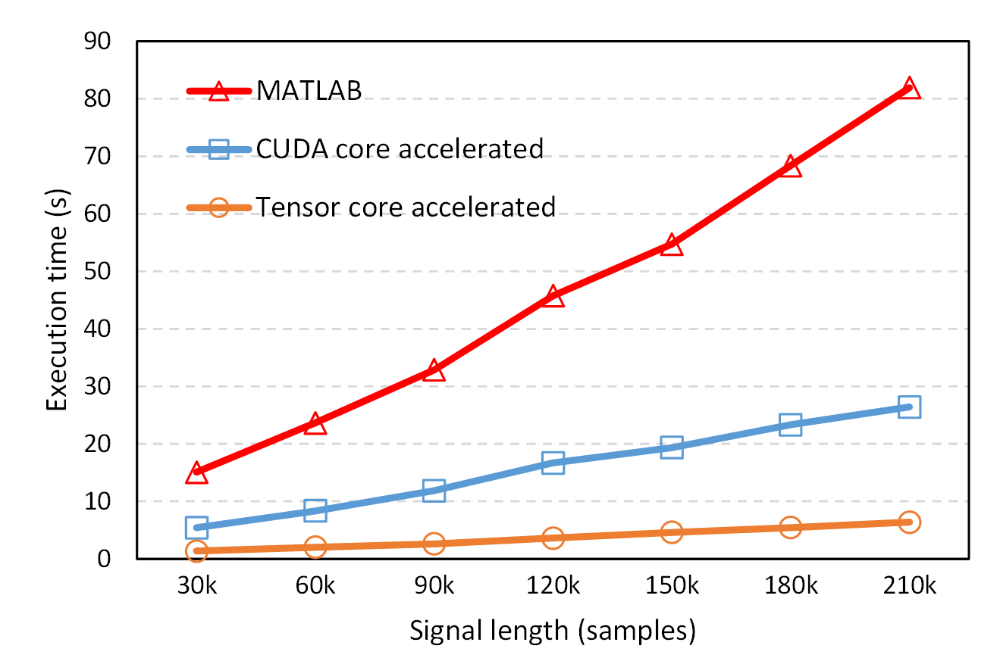 90
80
70
60
50
40
30
20
10
0
Execution time (s)
MATLAB
CUDA core accelerated
Tensor core accelerated
30k 60k 90k 120k 150k 180k 210k
Signal length (samples)